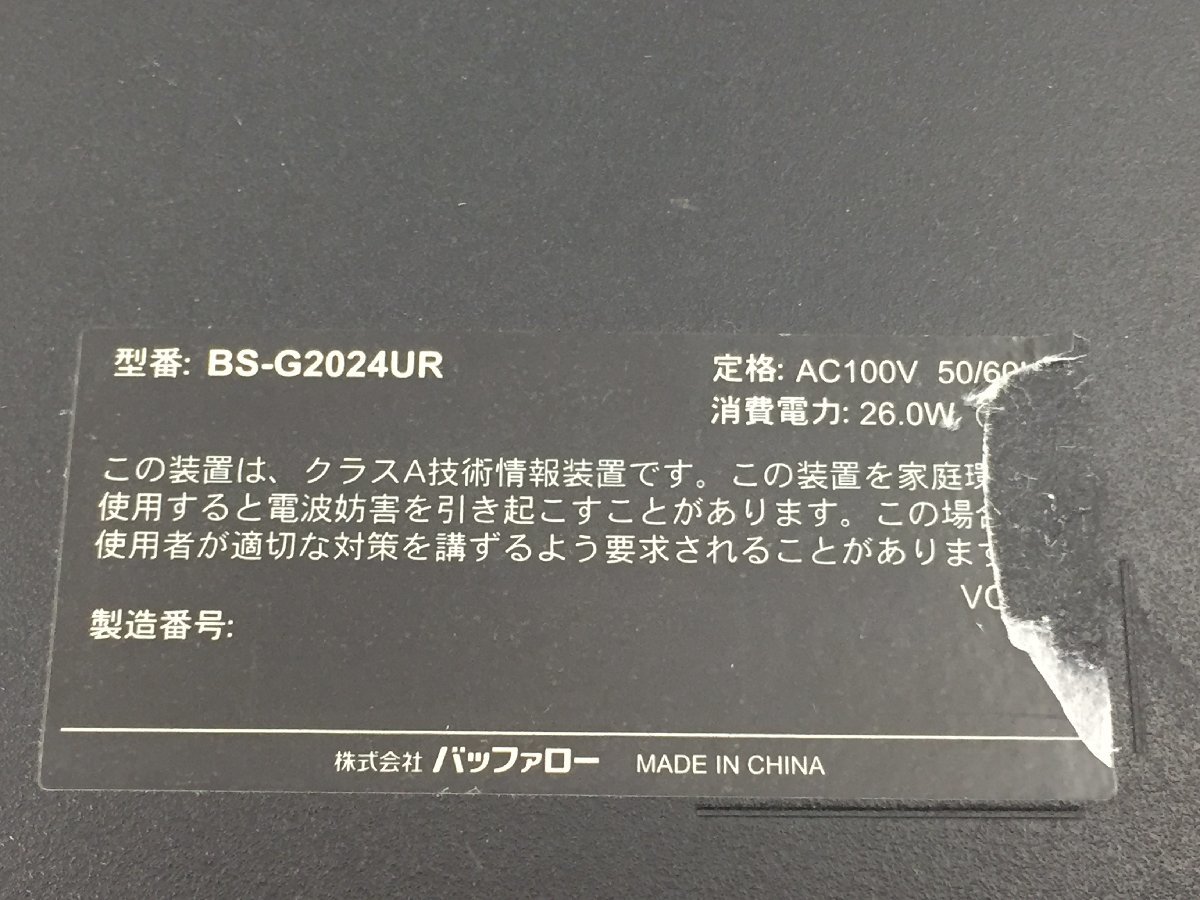 型番: BS-G2024UR
定格: AC100V 50/60
消費電力: 26.0W
この装置は、クラスA技術情報装置です。この装置を家庭環
使用すると電波妨害を引き起こすことがあります。この場合
使用者が適切な対策を講ずるよう要求されることがあります
VC
製造番号:
株式会社 バッファロー MADE IN CHINA